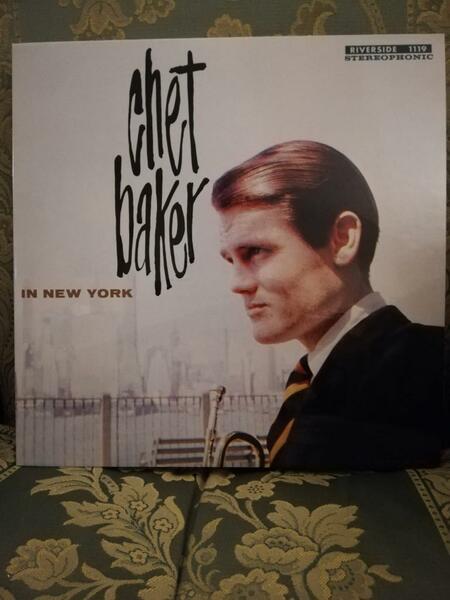 RIVERSIDE 1119
STEREOPHONIC
chet
baker
IN NEW YORK